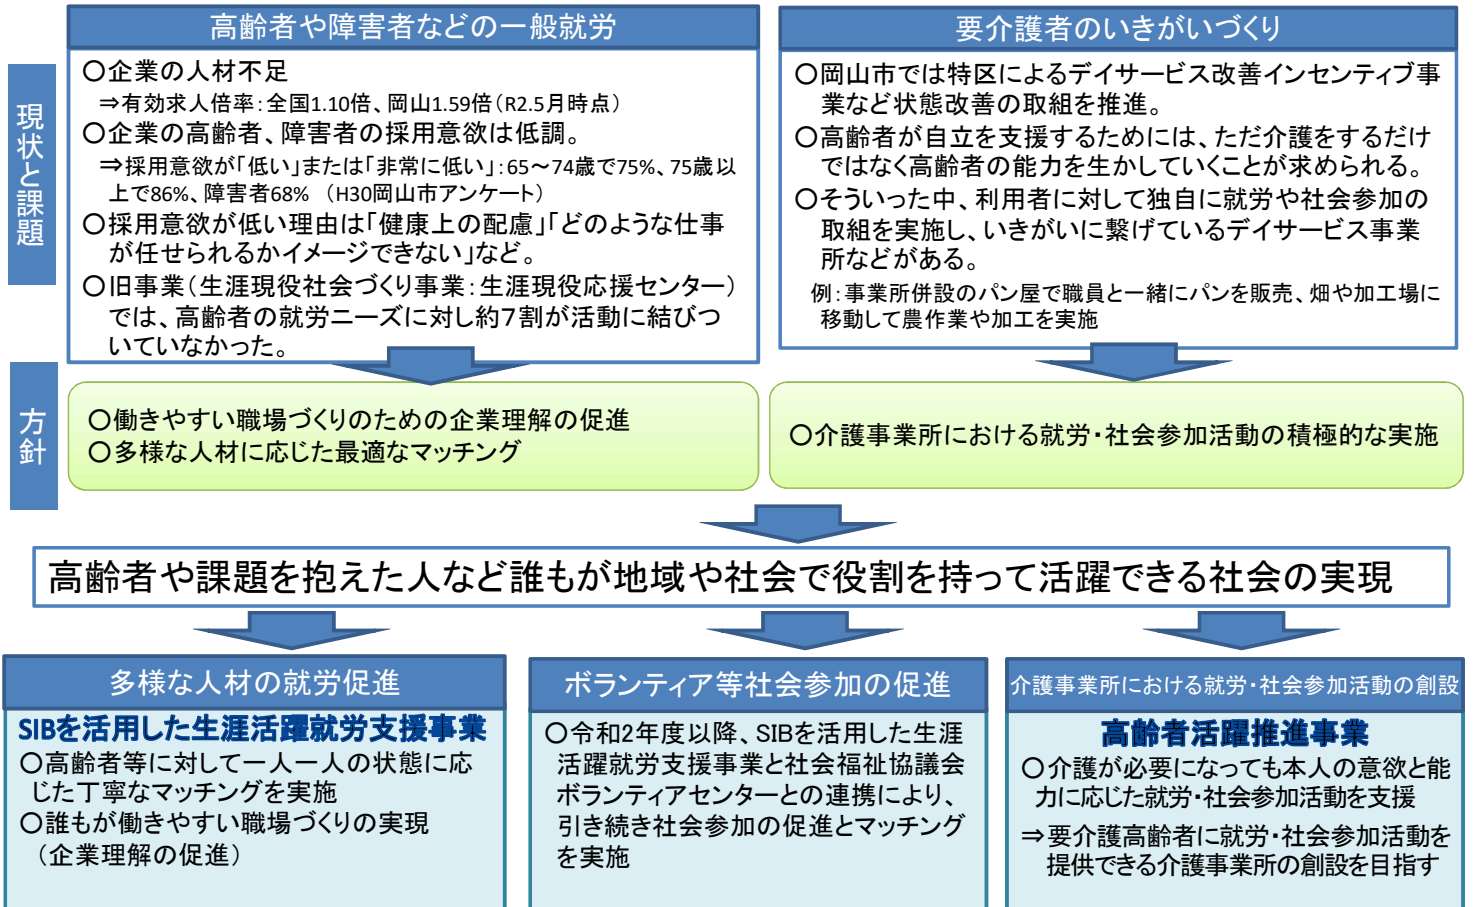 高齢者や障害者などの一般就労
現状と課題
〇企業の人材不足
⇒有効求人倍率：全国1.10倍、岡山1.59倍（R2.5月時点）
〇企業の高齢者、障害者の採用意欲は低調。
⇒採用意欲が「低い」または「非常に低い」：65～74歳で75%、75歳以
上で86%、障害者68%　（H30岡山市アンケート）
〇採用意欲が低い理由は「健康上の配慮」「どのような仕事
が任せられるかイメージできない」など。
〇旧事業（生涯現役社会づくり事業：生涯現役応援センター）
では、高齢者の就労ニーズに対し約７割が活動に結びつ
いていなかった。
要介護者のいきがいづくり
〇岡山市では特区によるデイサービス改善インセンティブ事
業など状態改善の取組を推進。
〇高齢者が自立を支援するためには、ただ介護をするだけ
ではなく高齢者の能力を生かしていくことが求められる。
〇そういった中、利用者に対して独自に就労や社会参加の
取組を実施し、いきがいに繋げているデイサービス事業
所などがある。
例：事業所併設のパン屋で職員と一緒にパンを販売、畑や加工場に
移動して農作業や加工を実施
方針
〇働きやすい職場づくりのための企業理解の促進
〇多様な人材に応じた最適なマッチング
〇介護事業所における就労・社会参加活動の積極的な実施
高齢者や課題を抱えた人など誰もが地域や社会で役割を持って活躍できる社会の実現
多様な人材の就労促進
SIBを活用した生涯活躍就労支援事業
〇高齢者等に対して一人一人の状態に応
じた丁寧なマッチングを実施
〇誰もが働きやすい職場づくりの実現
（企業理解の促進）
ボランティア等社会参加の促進
〇令和2年度以降、SIBを活用した生涯
活躍就労支援事業と社会福祉協議会
ボランティアセンターとの連携により、
引き続き社会参加の促進とマッチング
を実施
介護事業所における就労・社会参加活動の創設
高齢者活躍推進事業
〇介護が必要になっても本人の意欲と能
力に応じた就労・社会参加活動を支援
⇒要介護高齢者に就労・社会参加活動を
提供できる介護事業所の創設を目指す